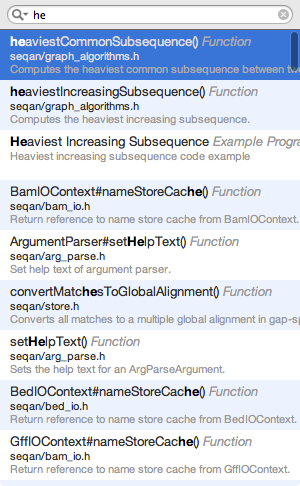 he
heaviestCommonSubsequence() Function
seqan/graph_algorithms.h
Computes the heaviest common subsequence between
heaviestIncreasingSubsequence() Function
seqan/graph_algorithms.h
Computes the heaviest increasing subsequence.
Heaviest Increasing Subsequence Example Progra
Heaviest increasing subsequence code example
BamIOContext#nameStoreCache() Function
seqan/bam_io.h
Return reference to name store cache from BamIOContext.
ArgumentParser#setHelpText() Function
seqan/arg_parse.h
Set help text of argument parser.
convertMatchesToGlobalAlignment() Function
seqan/store.h
Converts all matches to a multiple global alignment in gap-sp
setHelpText() Function
seqan/arg_parse.h
Sets the help text for an ArgParseArgument.
BedIOContext#nameStoreCache() Function
seqan/bed_io.h
Return reference to name store cache from BedIOContext.
GffIOContext#nameStoreCache() Function
seqan/bam_io.h
Return reference to name store cache from GffIOContext.